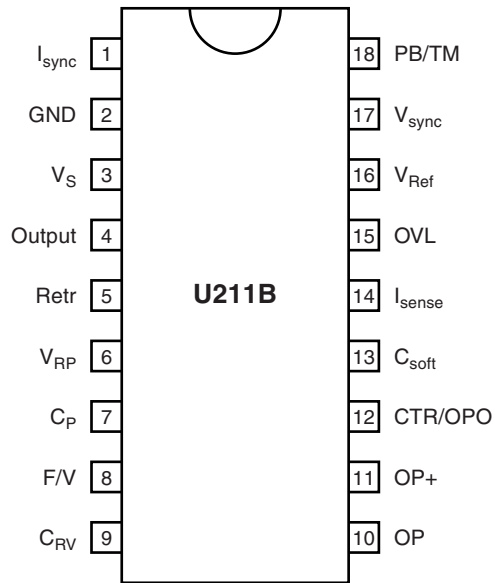 I_sync 1 18 PB/TM
GND 2 17 V_sync
V_S 3 16 V_Ref
Output 4 15 OVL
Retr 5 U211B 14 I_sense
V_RP 6 13 C_soft
C_P 7 12 CTR/OPO
F/V 8 11 OP+
C_RV 9 10 OP